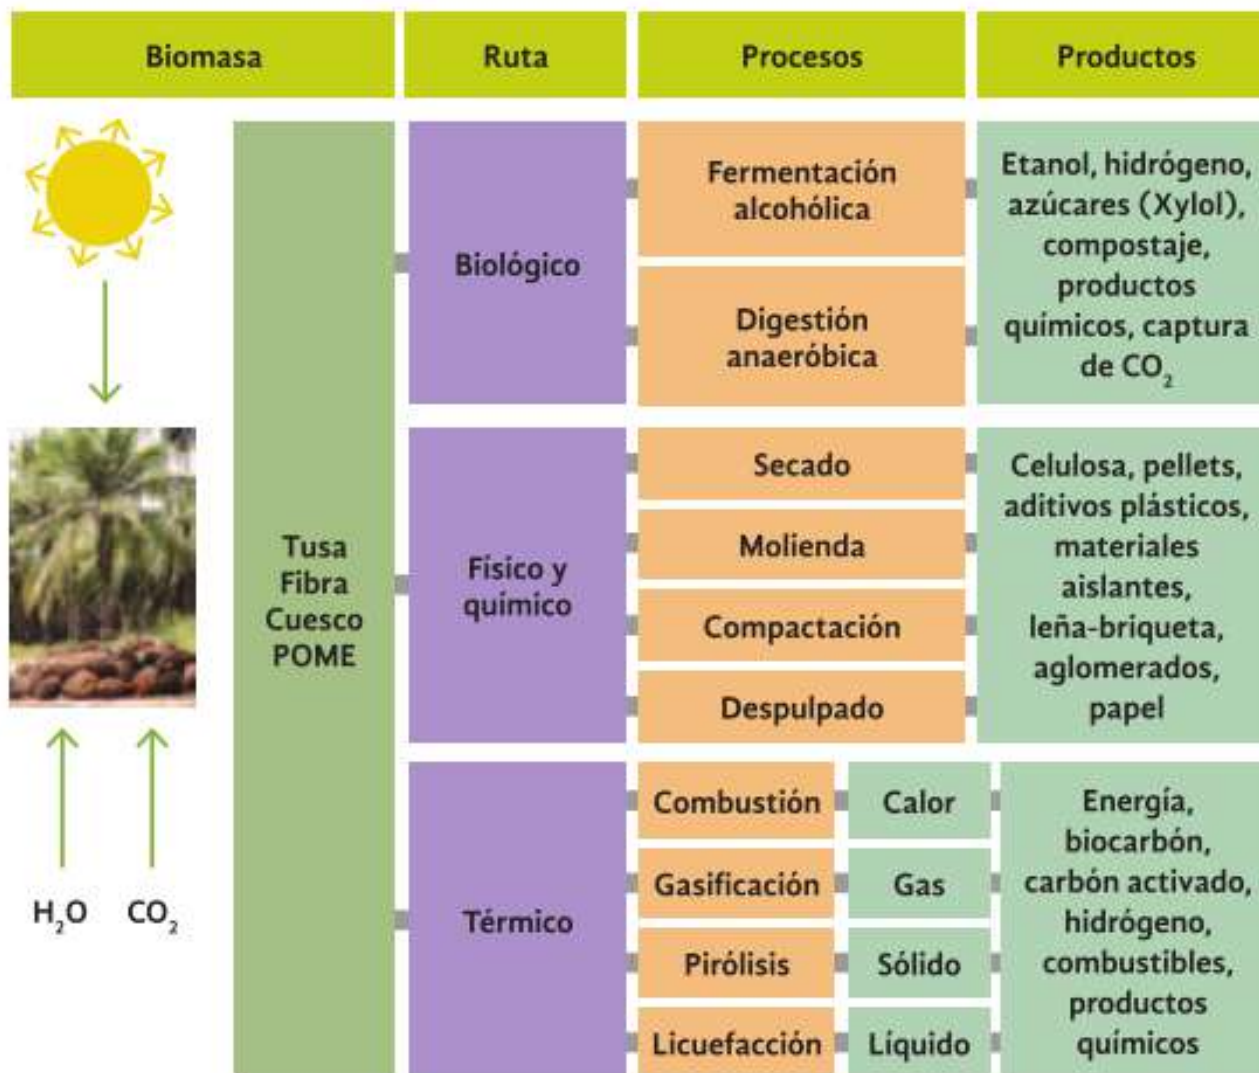 Biomasa
Ruta
Procesos
Productos
Tusa
Fibra
Cuesco
POME
H₂O
CO₂
Biológico
Fermentación
alcohólica
Digestión
anaeróbica
Etanol, hidrógeno,
azúcares (Xylol),
compostaje,
productos
químicos, captura
de CO₂
Físico y
químico
Secado
Molienda
Compactación
Despulpado
Celulosa, pellets,
aditivos plásticos,
materiales
aislantes,
leña-briqueta,
aglomerados,
papel
Térmico
Combustión
Calor
Gasificación
Gas
Pirólisis
Sólido
Licuefacción
Líquido
Energía,
biocarbón,
carbón activado,
hidrógeno,
combustibles,
productos
químicos